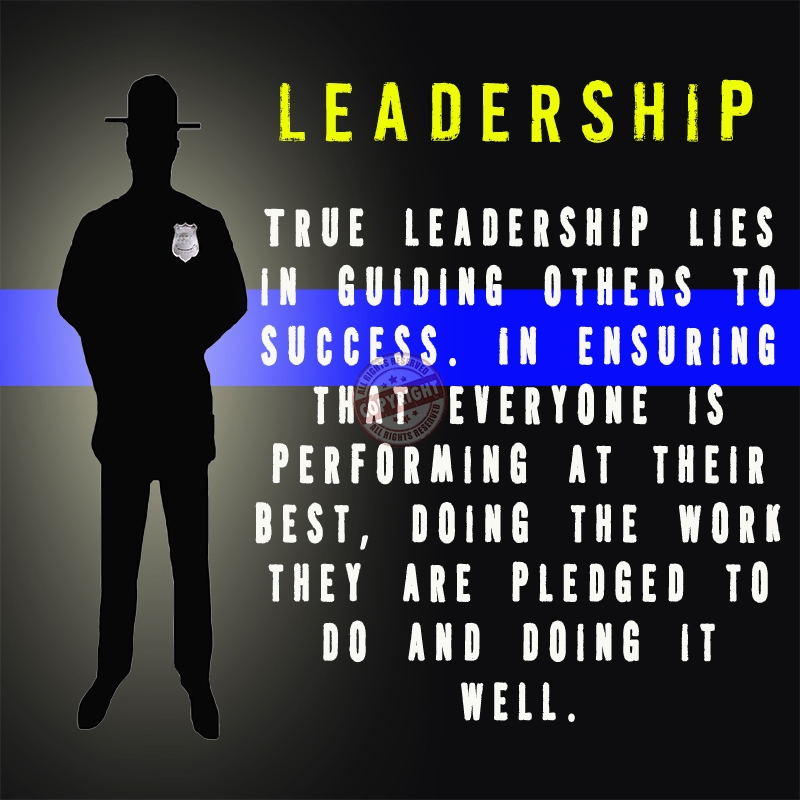 LEADERSHIP
TRUE LEADERSHIP LIES
IN GUIDING OTHERS TO
SUCCESS. IN ENSURING
THAT EVERYONE IS
PERFORMING AT THEIR
BEST, DOING THE WORK
THEY ARE PLEDGED TO
DO AND DOING IT
WELL.
ALL RIGHTS RESERVED
COPYRIGHT
ALL RIGHTS RESERVED